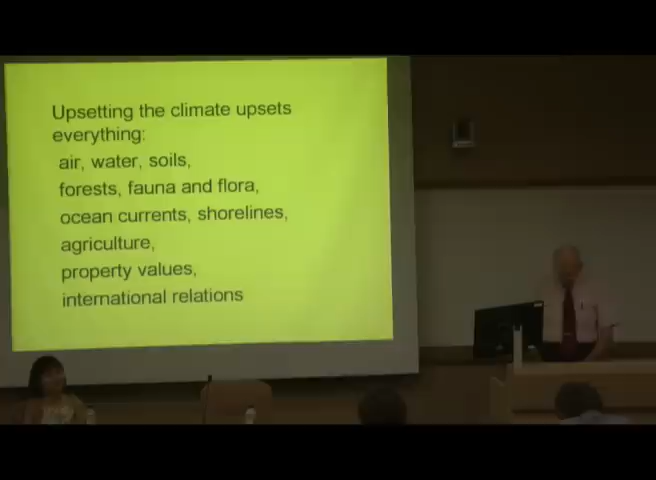 Upsetting the climate upsets
everything:
air, water, soils,
forests, fauna and flora,
ocean currents, shorelines,
agriculture,
property values,
international relations